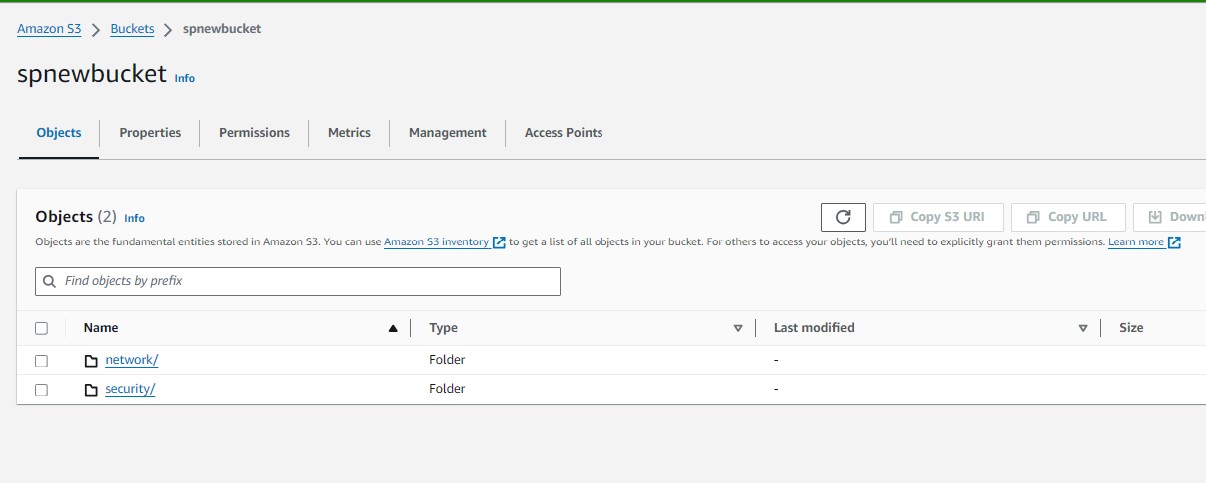 Amazon S3 > Buckets > spnewbucket
spnewbucket Info
Objects Properties Permissions Metrics Management Access Points
Objects (2) Info
Copy S3 URI Copy URL Down
Objects are the fundamental entities stored in Amazon S3. You can use Amazon S3 inventory to get a list of all objects in your bucket. For others to access your objects, you'll need to explicitly grant them permissions. Learn more
Find objects by prefix
Name Type Last modified Size
network/ Folder -
security/ Folder -